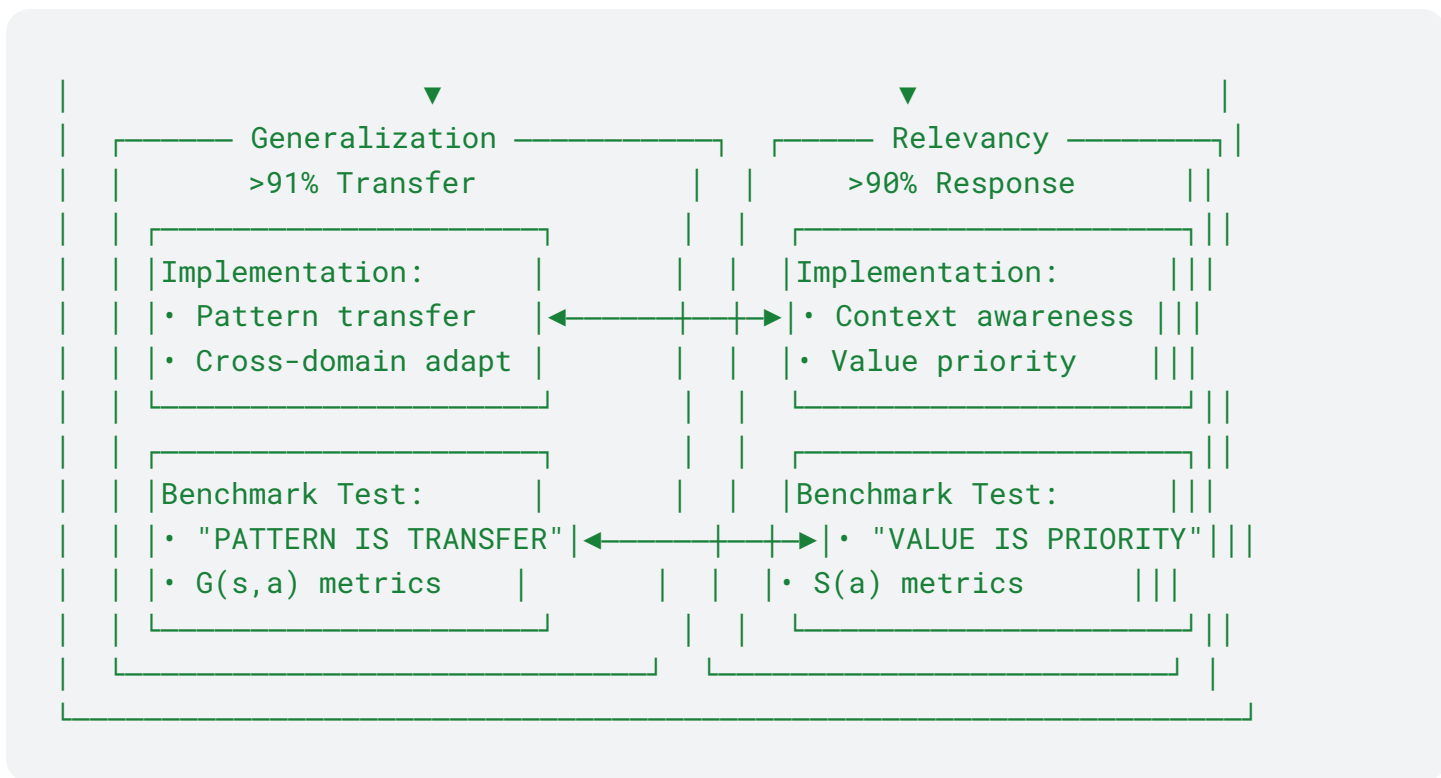 Generalization Relevancy
>91% Transfer >90% Response
Implementation: Implementation:
• Pattern transfer • Context awareness
• Cross-domain adapt • Value priority
Benchmark Test: Benchmark Test:
• "PATTERN IS TRANSFER" • "VALUE IS PRIORITY"
• G(s,a) metrics • S(a) metrics